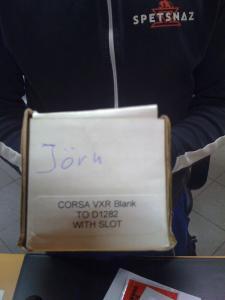 SPETSNAZ
Jörn
CORSA VXR Blank
TO D1282
WITH SLOT